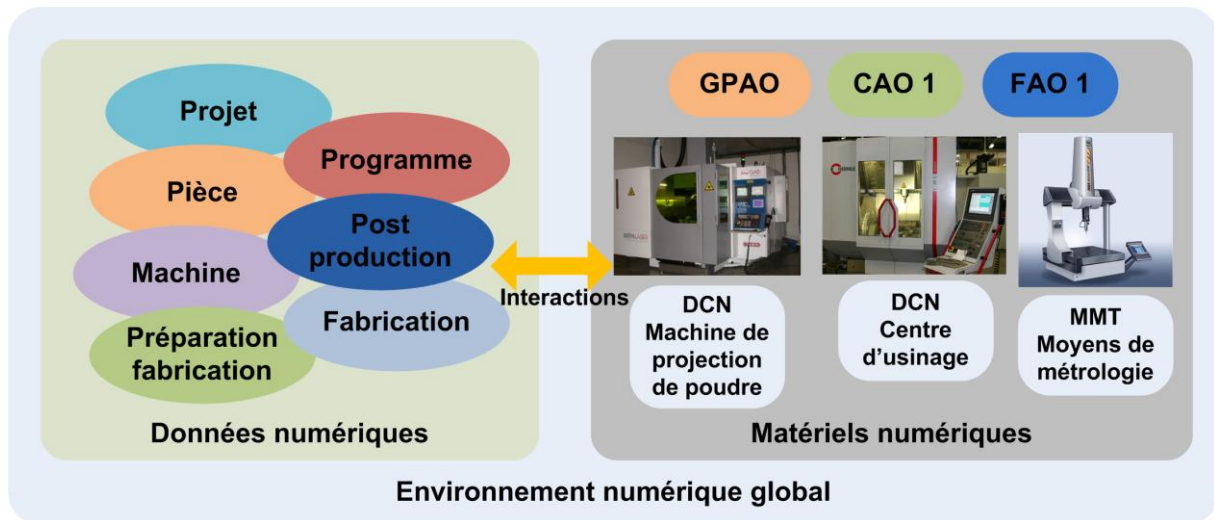 Projet
Programme
Pièce
Post
production
Machine
Fabrication
Préparation
fabrication
Données numériques
Interactions
GPAO
CAO 1
FAO 1
DCN
Machine de
projection
de poudre
DCN
Centre
d'usinage
MMT
Moyens de
métrologie
Matériels numériques
Environnement numérique global